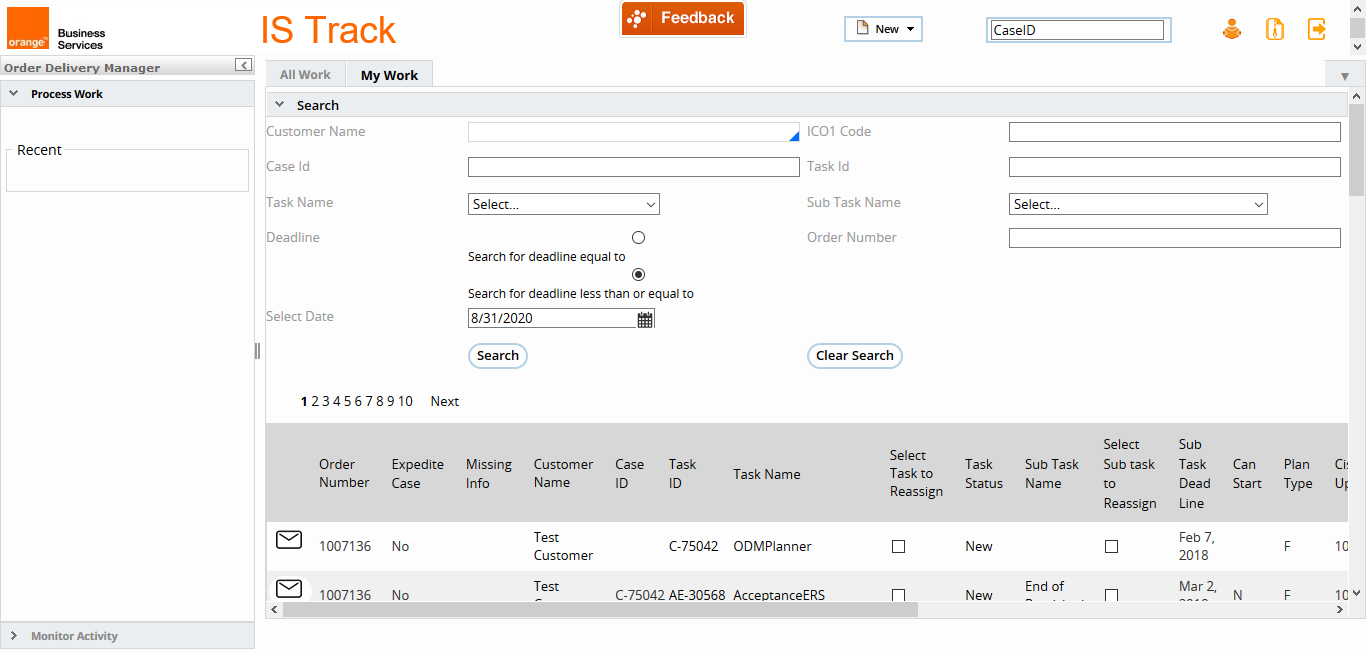 orange™
Business
Services
IS Track
Feedback
New
CaseID
Order Delivery Manager
Process Work
Recent
Monitor Activity
All Work
My Work
Search
Customer Name
ICO1 Code
Case Id
Task Id
Task Name
Select...
Sub Task Name
Select...
Deadline
Order Number
Search for deadline equal to
Search for deadline less than or equal to
Select Date
8/31/2020
Search
Clear Search
1 2 3 4 5 6 7 8 9 10 Next
Order
Number
Expedite
Case
Missing
Info
Customer
Name
Case
ID
Task
ID
Task Name
Select
Task to
Reassign
Task
Status
Sub Task
Name
Select
Sub task
to
Reassign
Sub
Task
Dead
Line
Can
Start
Plan
Type
1007136
No
Test
Customer
C-75042
ODMPlanner
New
Feb 7,
2018
F
10
1007136
No
Test
C-75042
AE-30568
AcceptanceERS
New
End of
Mar 2,
N
F
10